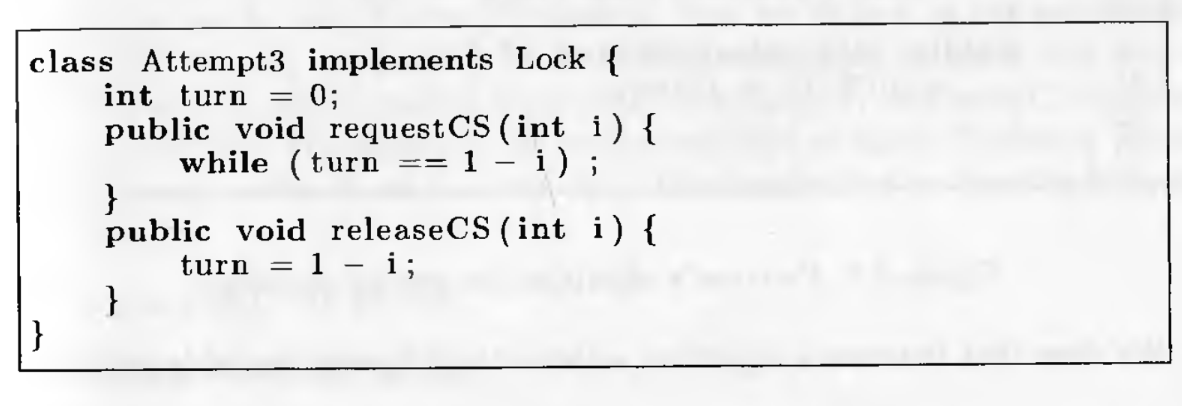 class Attempt3 implements Lock {
int turn = 0;
public void requestCS(int i) {
while (turn == 1 - i) ;
}
public void releaseCS(int i) {
turn = 1 - i;
}
}